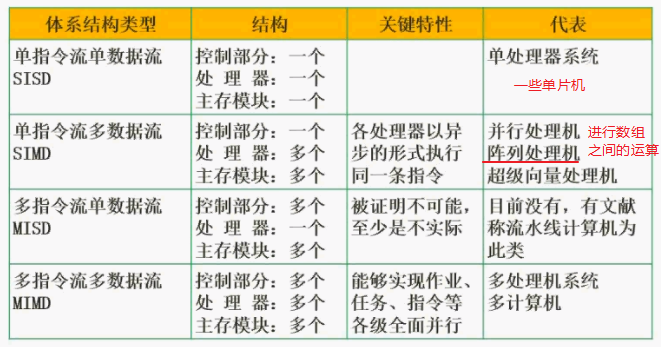 体系结构类型 结构 关键特性 代表
单指令流单数据流
SISD
控制部分：一个
处 理 器：一个
主存模块：一个
单处理器系统
一些单片机
单指令流多数据流
SIMD
控制部分：一个
处 理 器：多个
主存模块：多个
各处理器以异
步的形式执行
同一条指令
并行处理机
阵列处理机
超级向量处理机
进行数组
之间的运算
多指令流单数据流
MISD
控制部分：多个
处 理 器：一个
主存模块：多个
被证明不可能，
至少是不实际
目前没有，有文献
称流水线计算机为
此类
多指令流多数据流
MIMD
控制部分：多个
处 理 器：多个
主存模块：多个
能够实现作业、
任务、指令等
各级全面并行
多处理机系统
多计算机